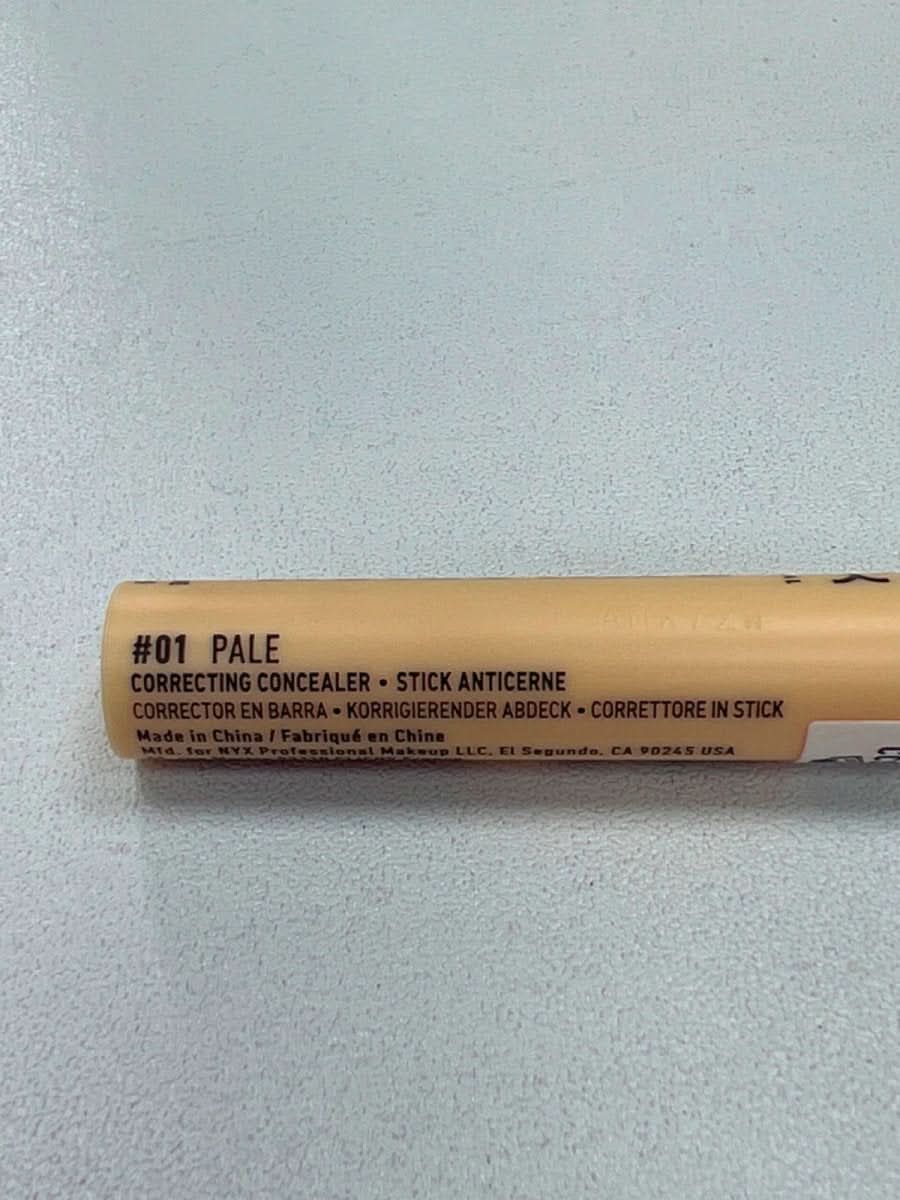 #01 PALE
CORRECTING CONCEALER • STICK ANTICERNE
CORRECTOR EN BARRA • KORRIGIERENDER ABDECK • CORRETTORE IN STICK
Made in China / Fabriqué en Chine
Mfd. for NYX Professional Makeup LLC, El Segundo, CA 90245 USA